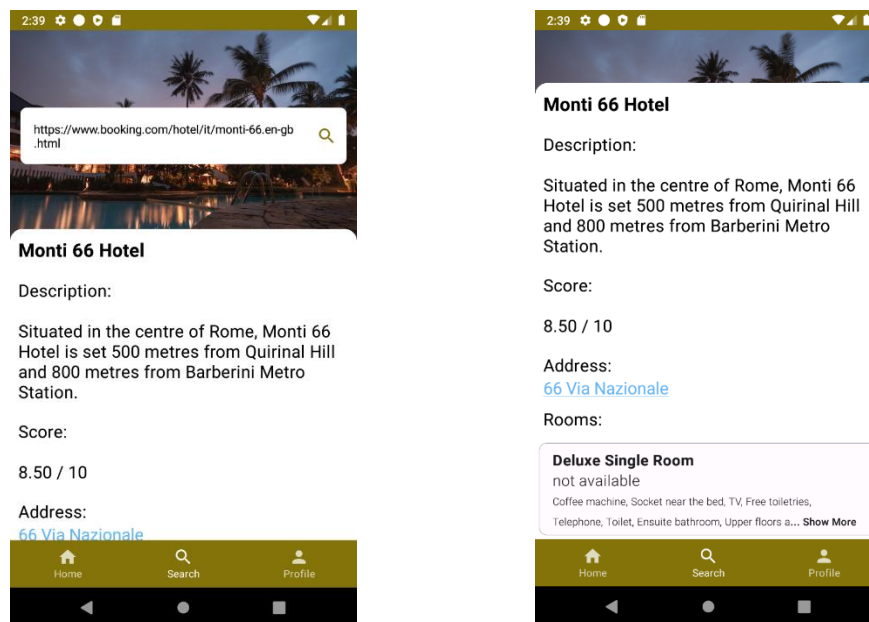 2:39
https://www.booking.com/hotel/it/monti-66.en-gb
.html
Monti 66 Hotel
Description:
Situated in the centre of Rome, Monti 66
Hotel is set 500 metres from Quirinal Hill
and 800 metres from Barberini Metro
Station.
Score:
8.50 / 10
Address:
66 Via Nazionale
Home
Search
Profile
2:39
Monti 66 Hotel
Description:
Situated in the centre of Rome, Monti 66
Hotel is set 500 metres from Quirinal Hill
and 800 metres from Barberini Metro
Station.
Score:
8.50 / 10
Address:
66 Via Nazionale
Rooms:
Deluxe Single Room
not available
Coffee machine, Socket near the bed, TV, Free toiletries,
Telephone, Toilet, Ensuite bathroom, Upper floors a... Show More
Home
Search
Profile